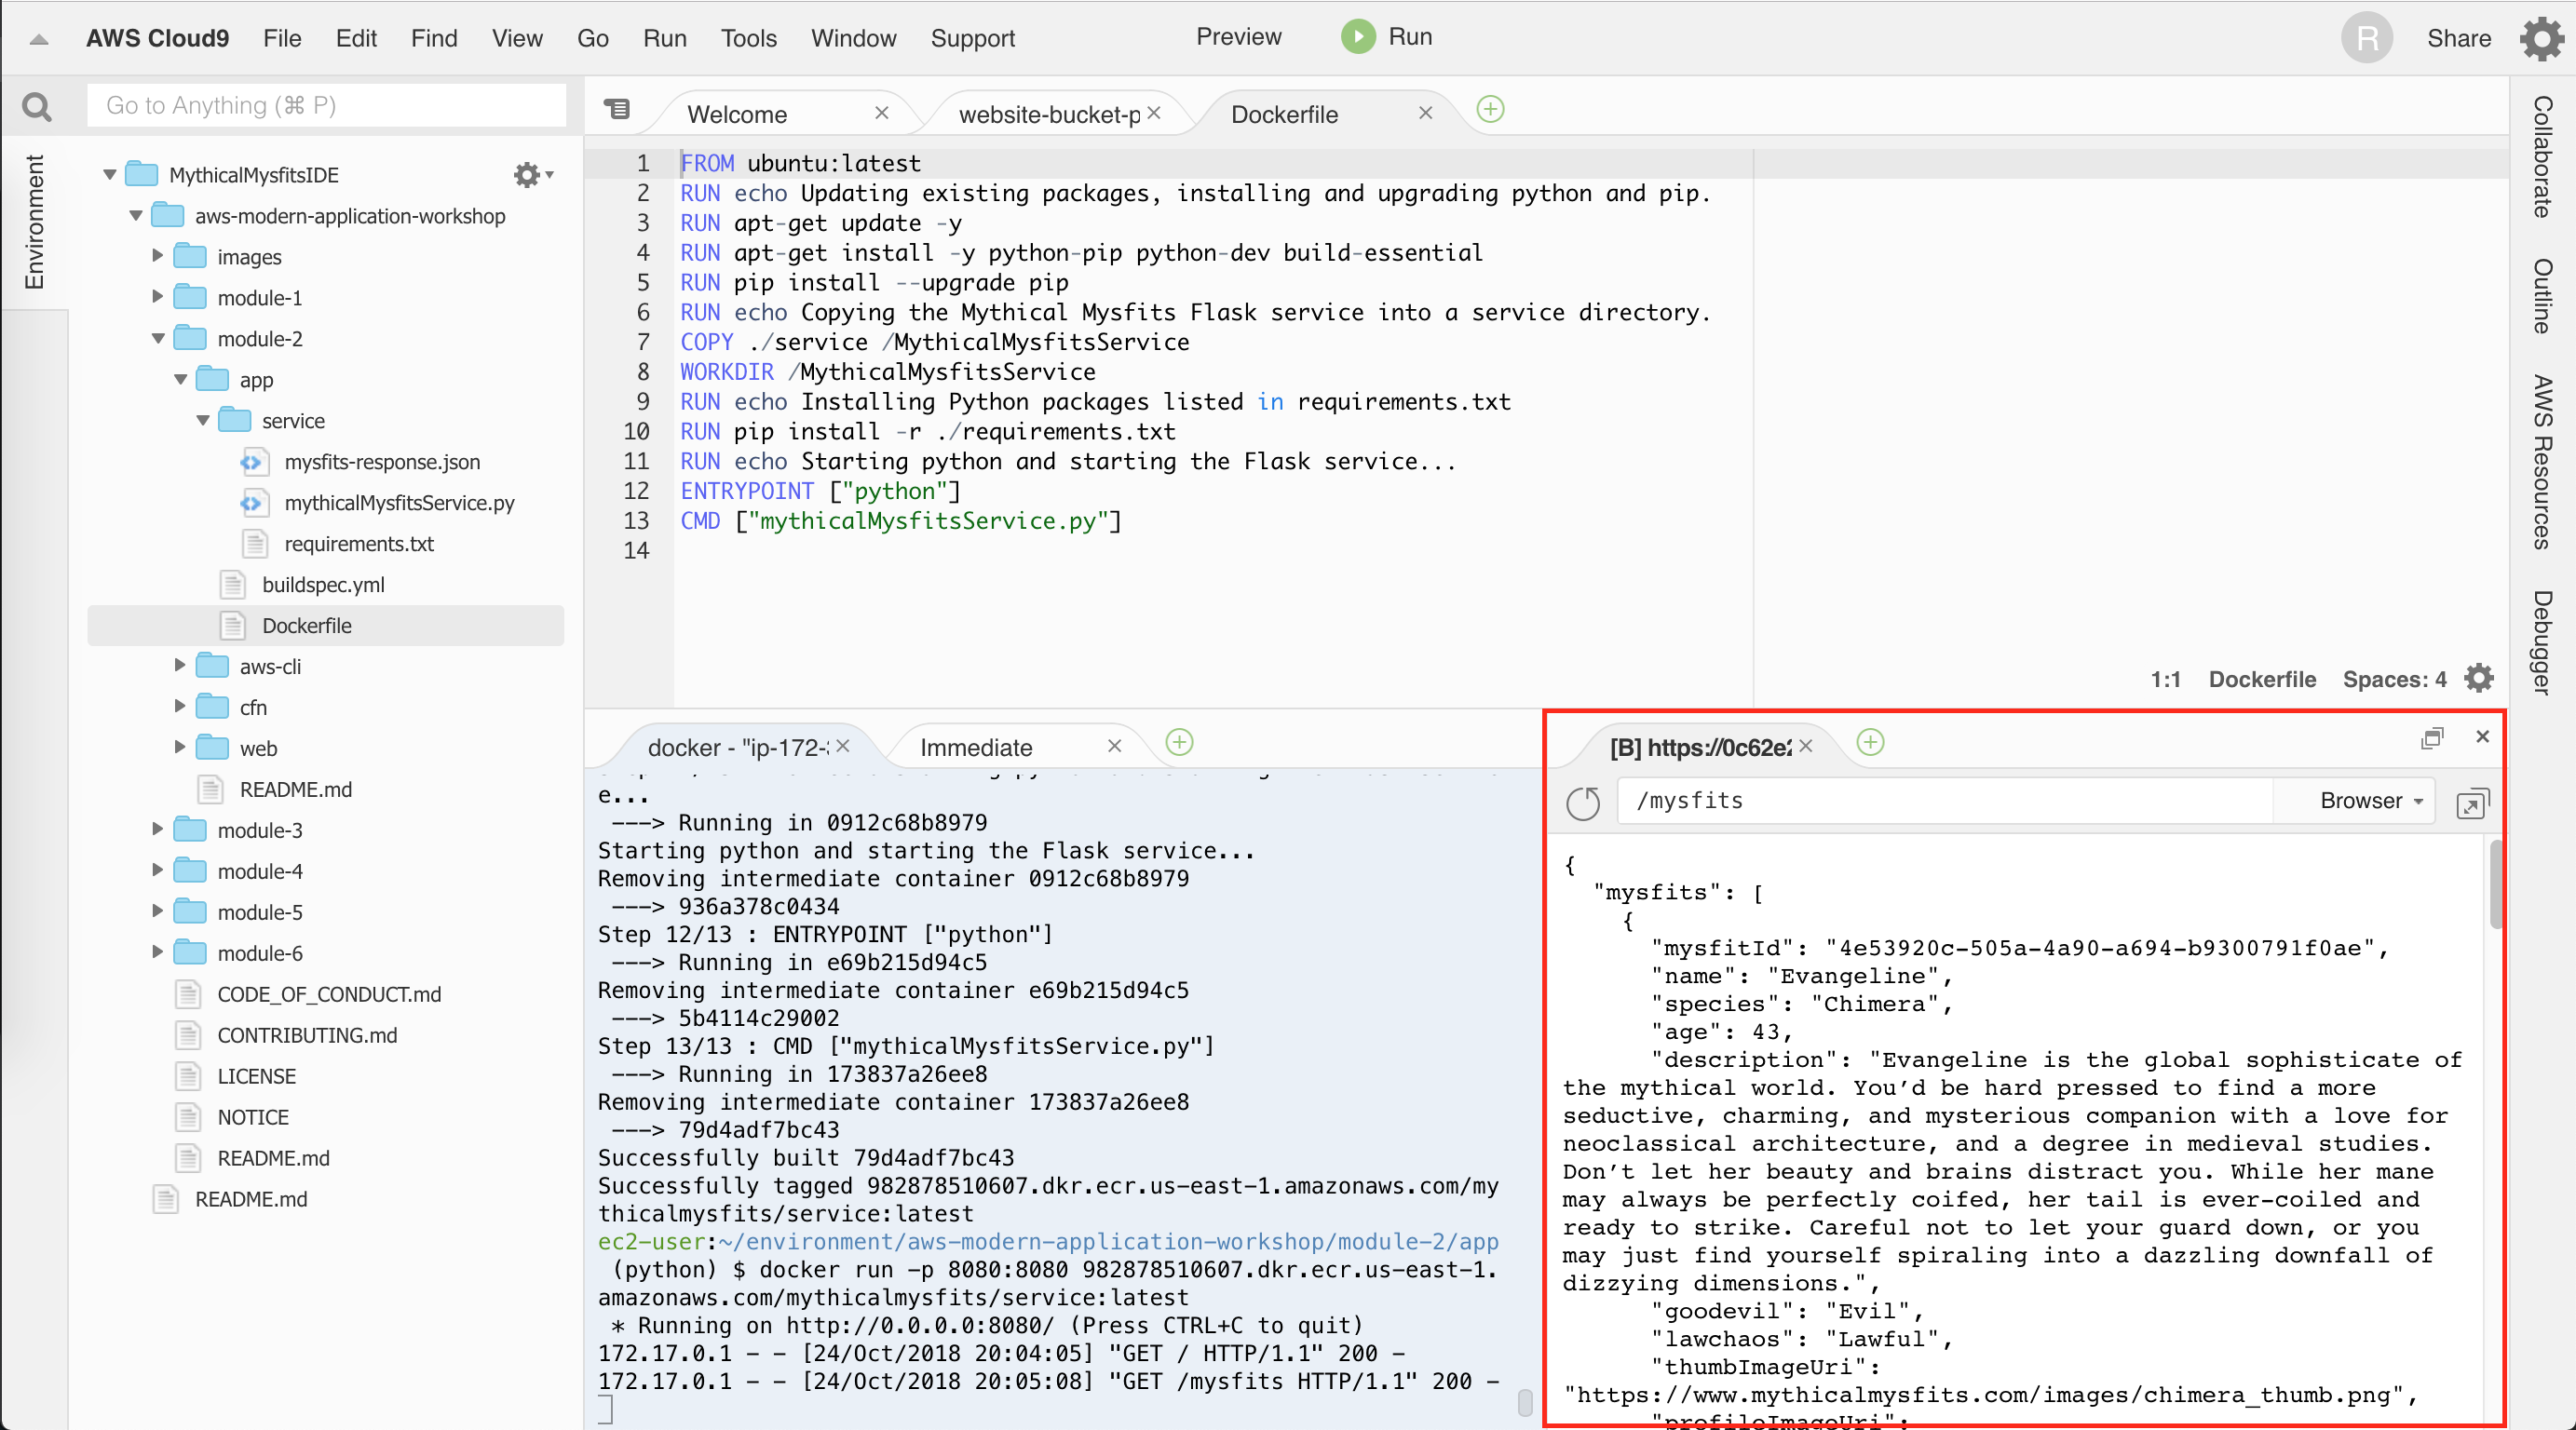 AWS Cloud9 File Edit Find View Go Run Tools Window Support Preview Run R Share
Go to Anything (⌘ P)
Environment
MythicalMysfitsIDE
aws-modern-application-workshop
images
module-1
module-2
app
service
mysfits-response.json
mythicalMysfitsService.py
requirements.txt
buildspec.yml
Dockerfile
aws-cli
cfn
web
README.md
module-3
module-4
module-5
module-6
CODE_OF_CONDUCT.md
CONTRIBUTING.md
LICENSE
NOTICE
README.md
README.md
Welcome website-bucket-p Dockerfile
1 FROM ubuntu:latest
2 RUN echo Updating existing packages, installing and upgrading python and pip.
3 RUN apt-get update -y
4 RUN apt-get install -y python-pip python-dev build-essential
5 RUN pip install --upgrade pip
6 RUN echo Copying the Mythical Mysfits Flask service into a service directory.
7 COPY ./service /MythicalMysfitsService
8 WORKDIR /MythicalMysfitsService
9 RUN echo Installing Python packages listed in requirements.txt
10 RUN pip install -r ./requirements.txt
11 RUN echo Starting python and starting the Flask service...
12 ENTRYPOINT ["python"]
13 CMD ["mythicalMysfitsService.py"]
14
1:1 Dockerfile Spaces: 4
docker - "ip-172- Immediate
e...
---> Running in 0912c68b8979
Starting python and starting the Flask service...
Removing intermediate container 0912c68b8979
---> 936a378c0434
Step 12/13 : ENTRYPOINT ["python"]
---> Running in e69b215d94c5
Removing intermediate container e69b215d94c5
---> 5b4114c29002
Step 13/13 : CMD ["mythicalMysfitsService.py"]
---> Running in 173837a26ee8
Removing intermediate container 173837a26ee8
---> 79d4adf7bc43
Successfully built 79d4adf7bc43
Successfully tagged 982878510607.dkr.ecr.us-east-1.amazonaws.com/my
thicalmysfits/service:latest
ec2-user:~/environment/aws-modern-application-workshop/module-2/app
(python) $ docker run -p 8080:8080 982878510607.dkr.ecr.us-east-1.
amazonaws.com/mythicalmysfits/service:latest
* Running on http://0.0.0.0:8080/ (Press CTRL+C to quit)
172.17.0.1 - - [24/Oct/2018 20:04:05] "GET / HTTP/1.1" 200 -
172.17.0.1 - - [24/Oct/2018 20:05:08] "GET /mysfits HTTP/1.1" 200 -
[B] https://0c62e
/mysfits Browser
{
"mysfits": [
{
"mysfitId": "4e53920c-505a-4a90-a694-b9300791f0ae",
"name": "Evangeline",
"species": "Chimera",
"age": 43,
"description": "Evangeline is the global sophisticate of
the mythical world. You’d be hard pressed to find a more
seductive, charming, and mysterious companion with a love for
neoclassical architecture, and a degree in medieval studies.
Don’t let her beauty and brains distract you. While her mane
may always be perfectly coifed, her tail is ever-coiled and
ready to strike. Careful not to let your guard down, or you
may just find yourself spiraling into a dazzling downfall of
dizzying dimensions.",
"goodevil": "Evil",
"lawchaos": "Lawful",
"thumbImageUri":
"https://www.mythicalmysfits.com/images/chimera_thumb.png",
"profileImageUri":
Collaborate
Outline
AWS Resources
Debugger